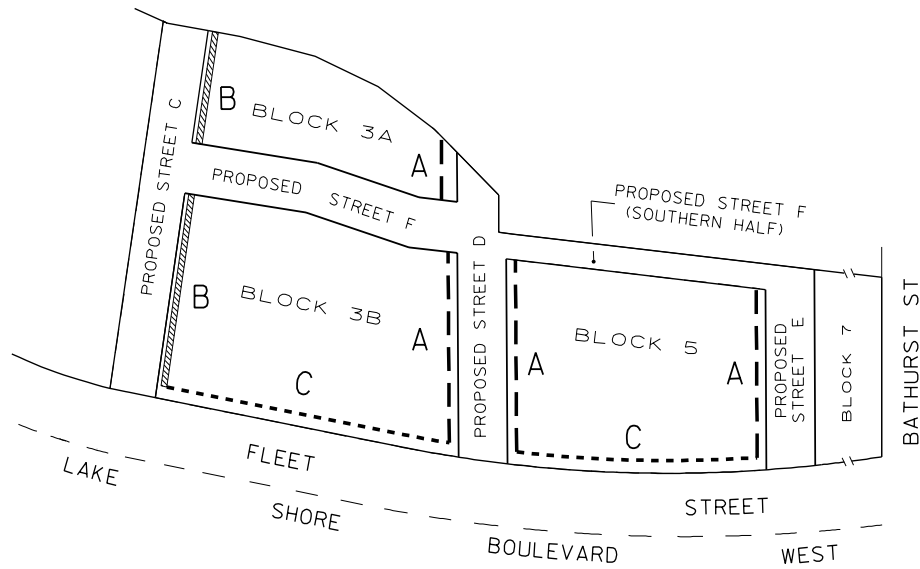 PROPOSED STREET C
B
BLOCK 3A
A
PROPOSED STREET F
PROPOSED STREET F
(SOUTHERN HALF)
B
BLOCK 3B
A
C
PROPOSED STREET D
A
BLOCK 5
A
C
PROPOSED
STREET E
BLOCK 7
BATHURST ST
FLEET
STREET
LAKE
SHORE
BOULEVARD
WEST